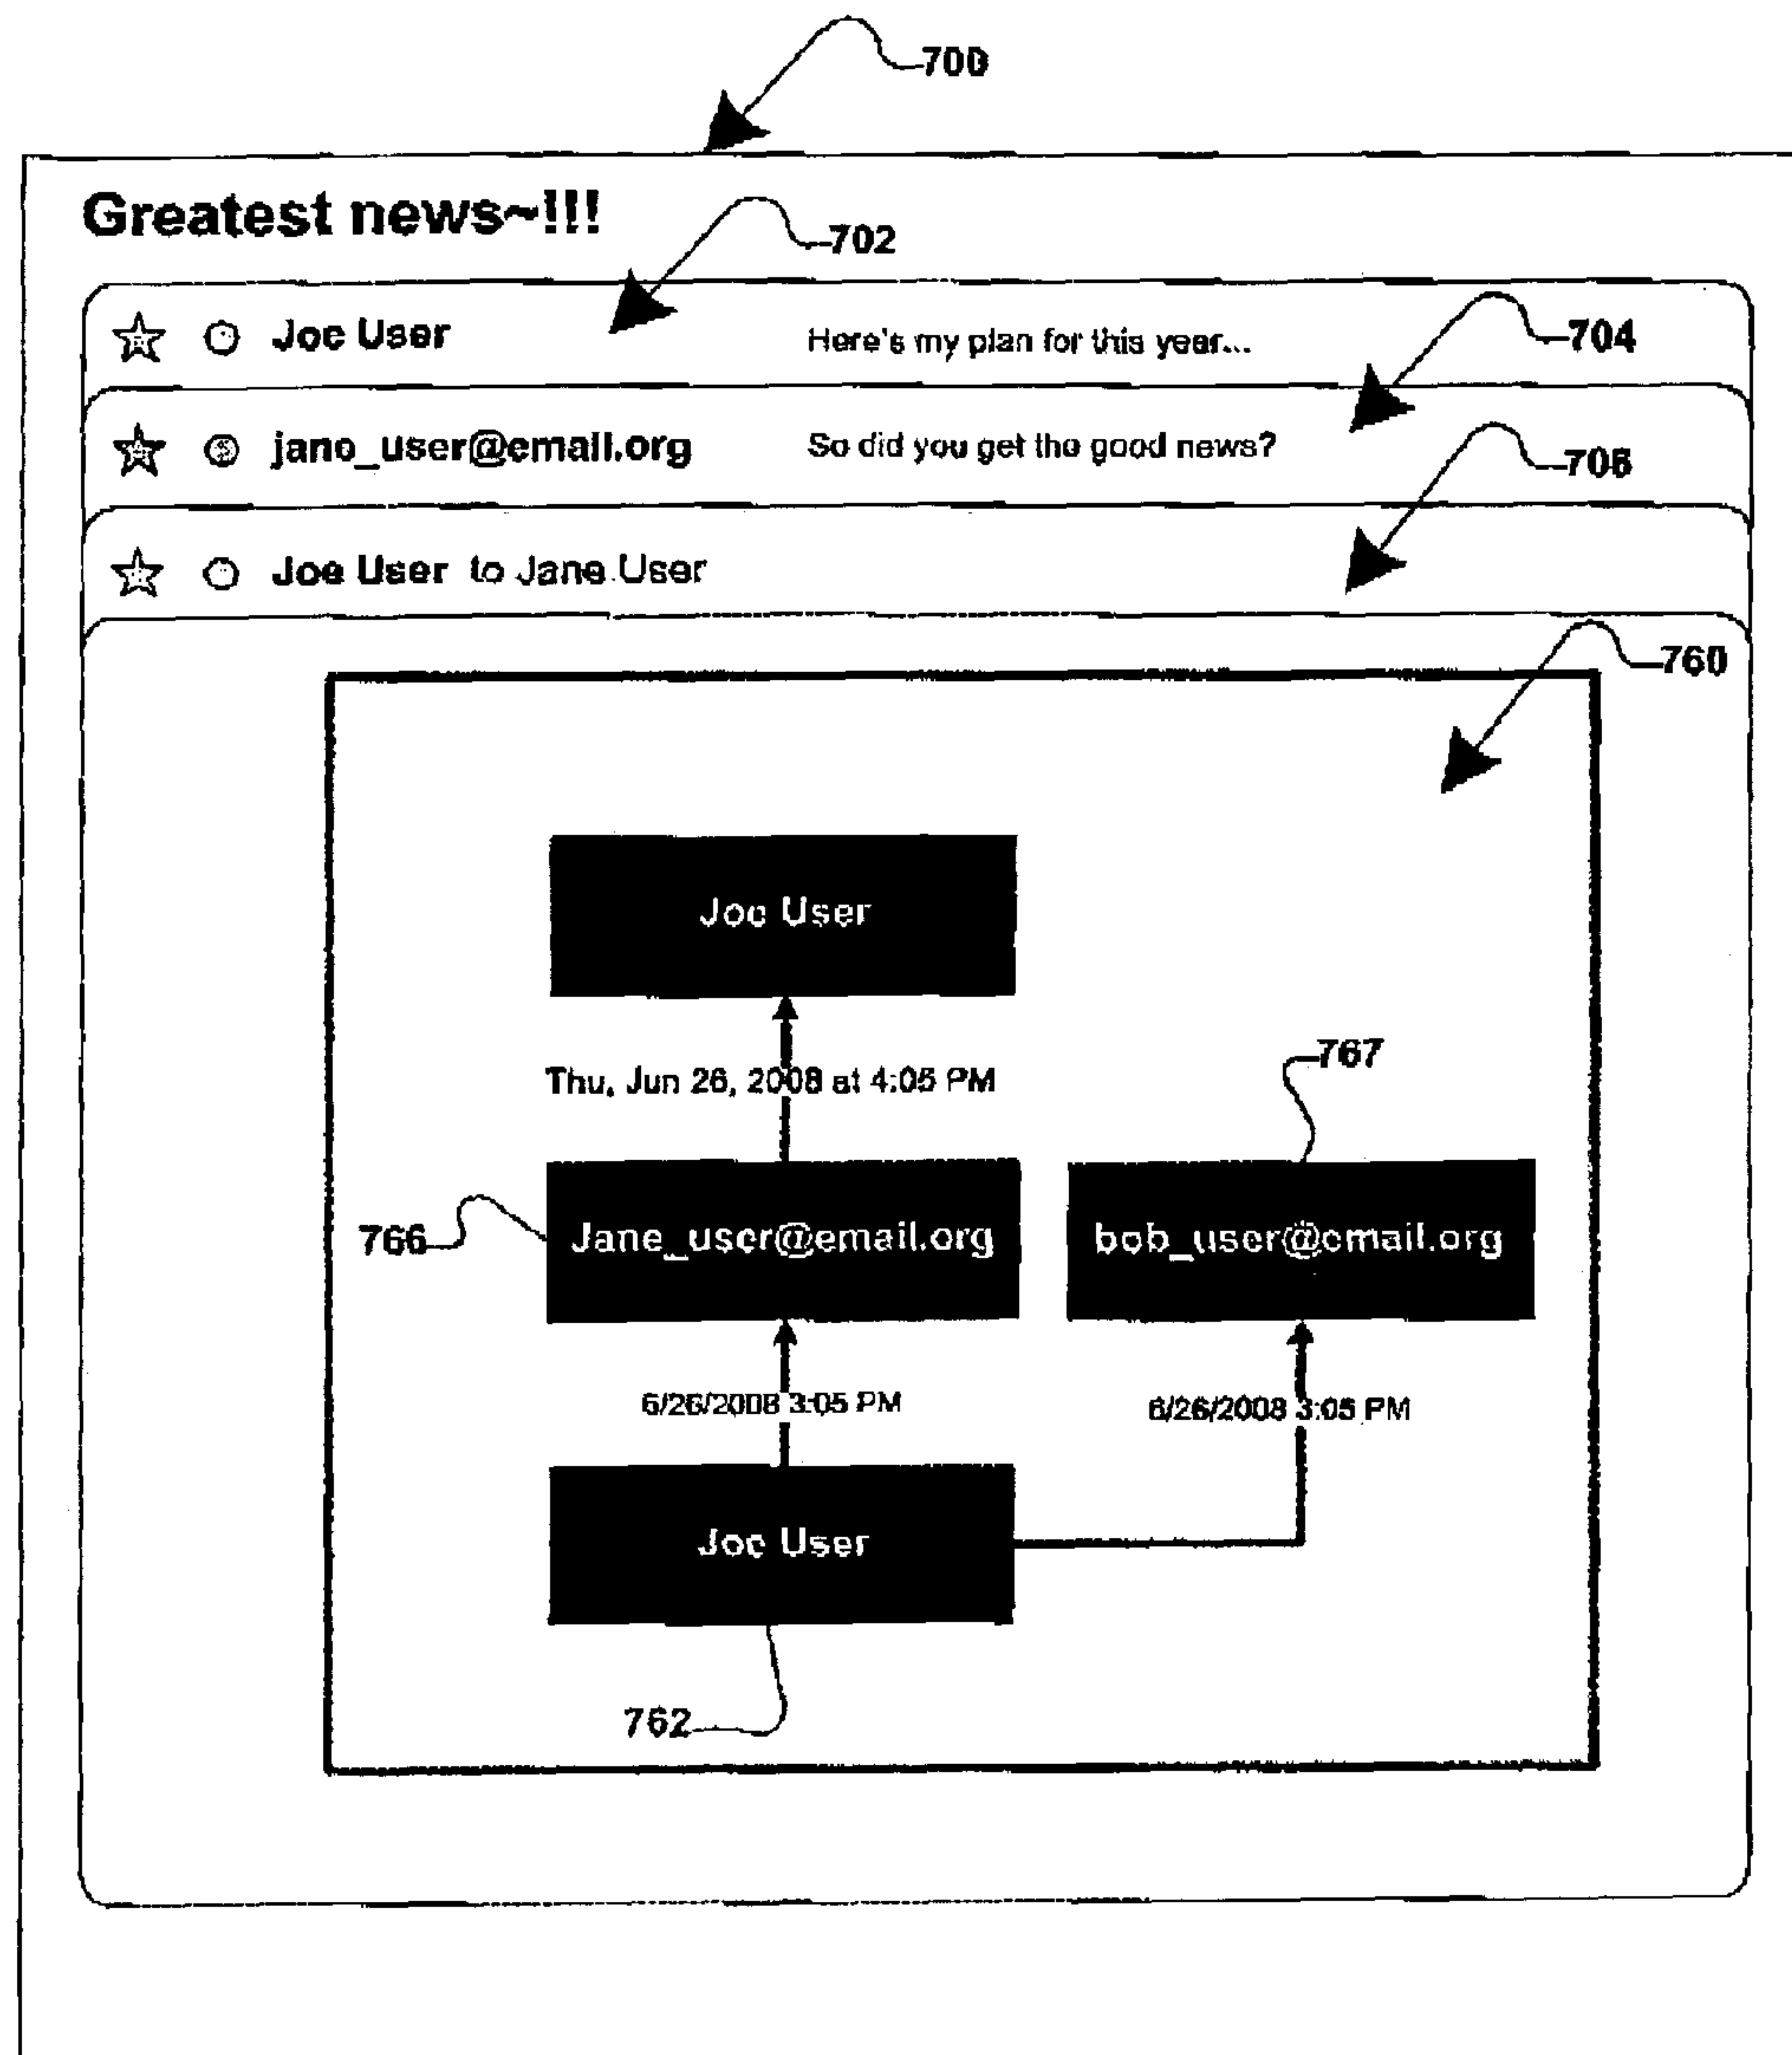 700
Greatest news~!!!
702
Joe User Here's my plan for this year...
704
jane_user@email.org So did you get the good news?
706
Joe User to Jane User
760
Joe User
Thu, Jun 26, 2008 at 4:05 PM
767
766
Jane_user@email.org bob_user@email.org
6/26/2008 3:05 PM 6/26/2008 3:05 PM
Joe User
762